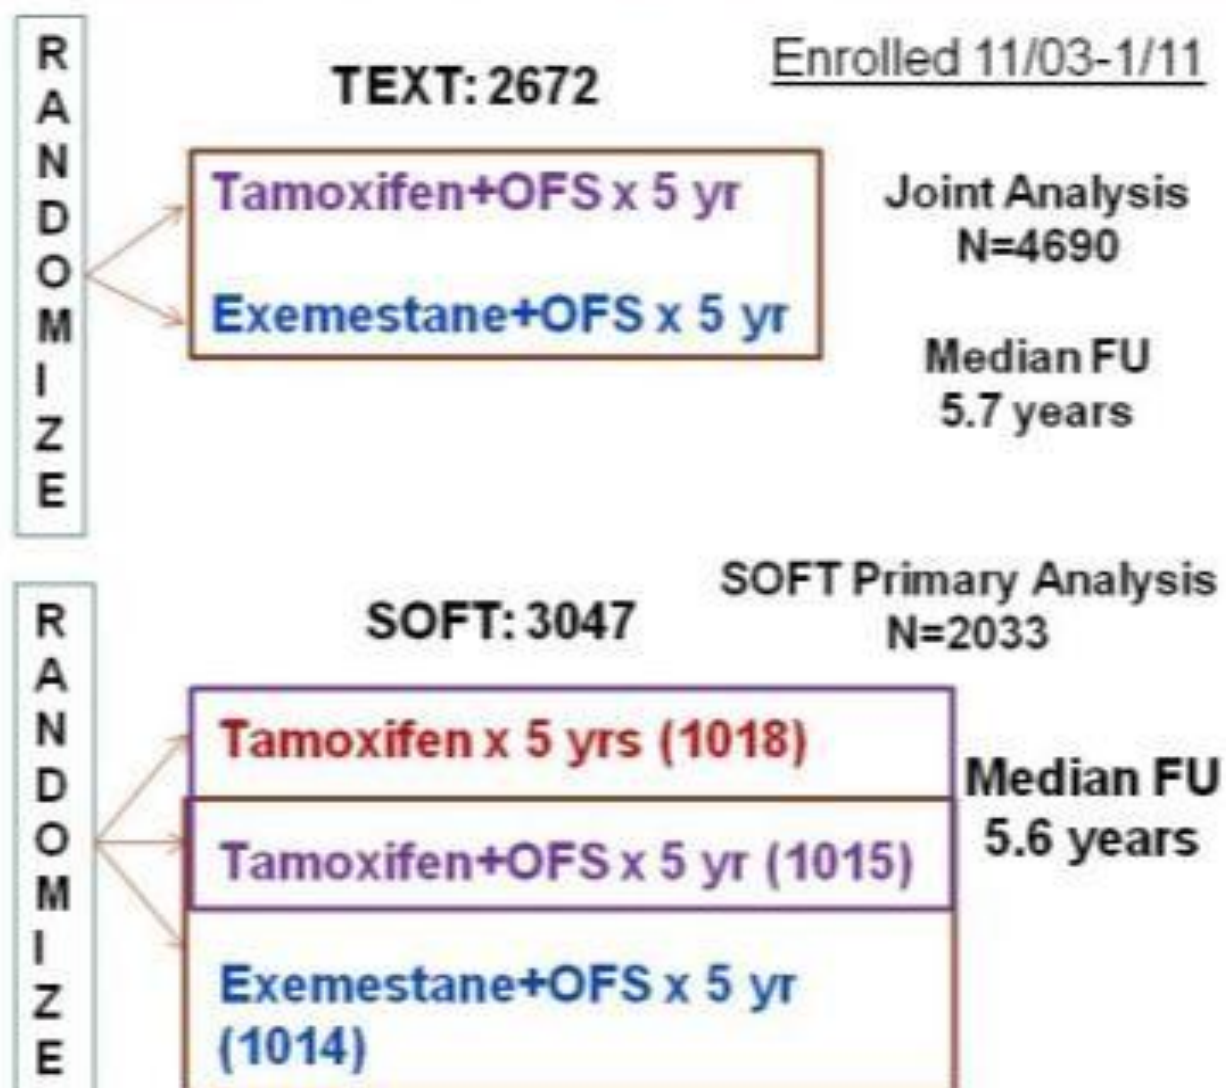 RANDOMIZE
TEXT: 2672
Enrolled 11/03-1/11
Tamoxifen+OFS x 5 yr
Exemestane+OFS x 5 yr
Joint Analysis
N=4690
Median FU
5.7 years
RANDOMIZE
SOFT: 3047
SOFT Primary Analysis
N=2033
Tamoxifen x 5 yrs (1018)
Tamoxifen+OFS x 5 yr (1015)
Exemestane+OFS x 5 yr
(1014)
Median FU
5.6 years